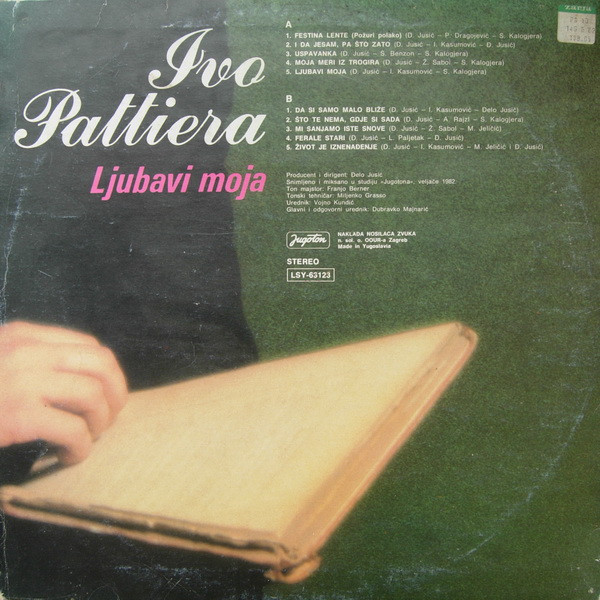 Ivo
Pattiera
Ljubavi moja
A
1. FESTINA LENTE (Požuri polako) (D. Jusić – P. Dragojević – S. Kalogjera)
2. I DA JESAM, PA ŠTO ZATO (D. Jusić – I. Kasumović – D. Jusić)
3. USPAVANKA (D. Jusić – S. Benzon – S. Kalogjera)
4. MOJA MERI IZ TROGIRA (D. Jusić – Ž. Sabol – S. Kalogjera)
5. LJUBAVI MOJA (D. Jusić – I. Kasumović – S. Kalogjera)
B
1. DA SI SAMO MALO BLIŽE (D. Jusić – I. Kasumović – Delo Jusić)
2. ŠTO TE NEMA, GDJE SI SADA (D. Jusić – A. Rajzl – S. Kalogjera)
3. MI SANJAMO ISTE SNOVE (D. Jusić – Ž. Sabol – M. Jeličić)
4. FERALE STARI (D. Jusić – L. Paljetak – D. Jusić)
5. ŽIVOT JE IZNENAĐENJE (D. Jusić – I. Kasumović – M. Jeličić i D. Jusić)
Producent i dirigent: Đelo Jusić
Snimljeno i miksano u studiju »Jugotona«, veljače 1982.
Ton majstor: Franjo Berner
Tonski tehničar: Miljenko Grasso
Urednik: Vojno Kundić
Glavni i odgovorni urednik: Dubravko Majnarić
Jugoton
NAKLADA NOSILACA ZVUKA
n. sol. o. OOUR-a Zagreb
Made in Yugoslavia
STEREO
LSY-63123